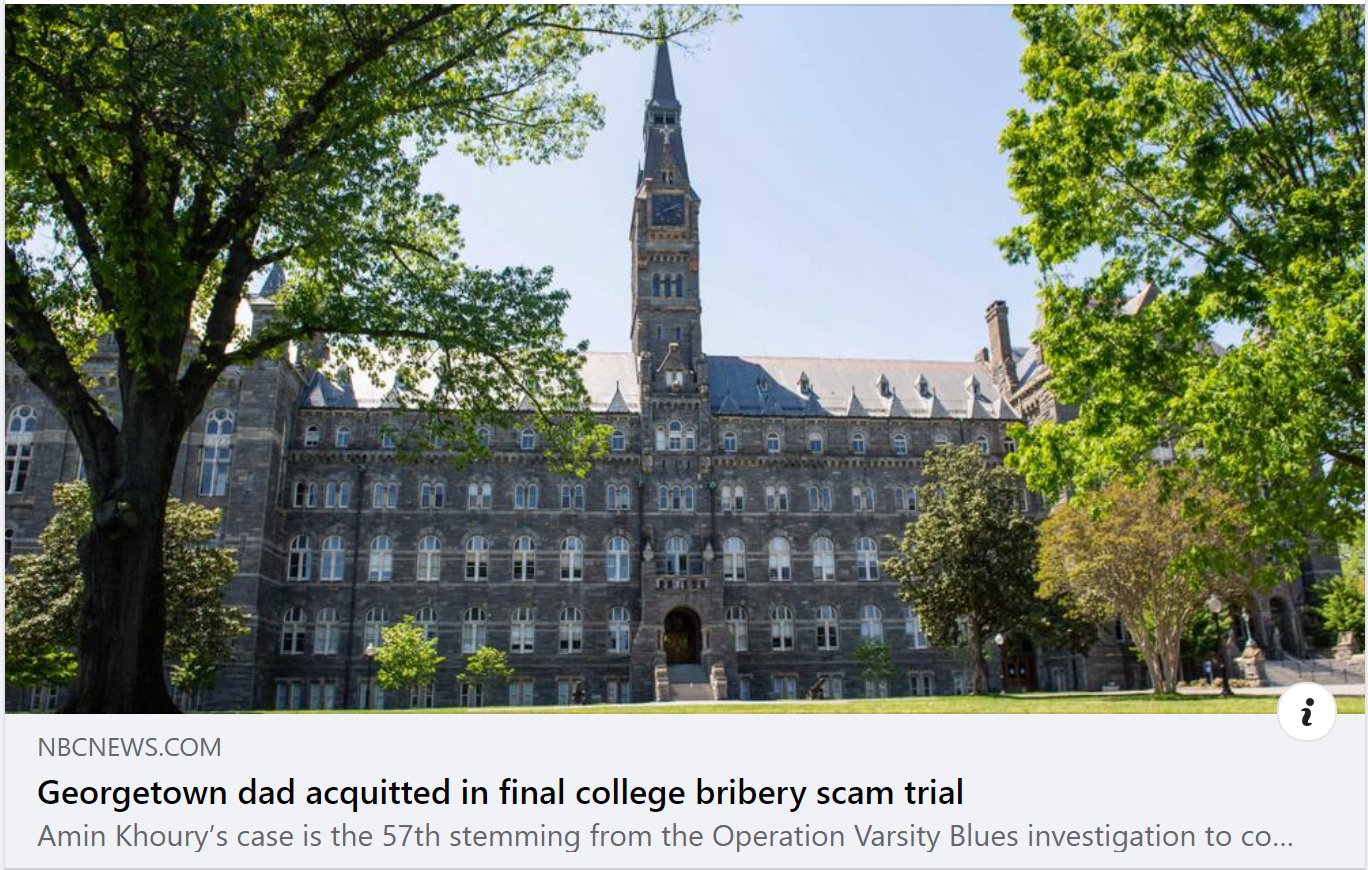 NBCNEWS.COM
Georgetown dad acquitted in final college bribery scam trial
Amin Khoury’s case is the 57th stemming from the Operation Varsity Blues investigation to co...